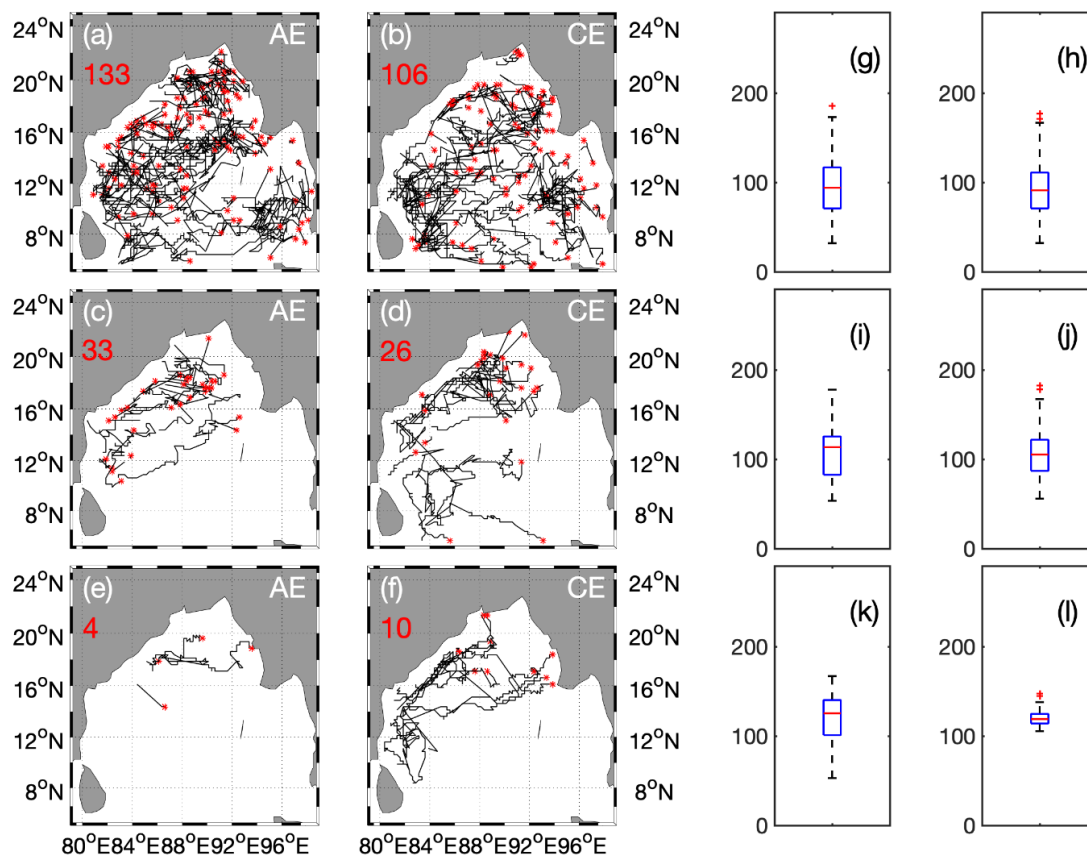 24°N (a) AE (b) CE 24°N (g) (h)
133 106
20°N 20°N 200 200
16°N 16°N
12°N 12°N 100 100
8°N 8°N
0 0
24°N (c) AE (d) CE 24°N (i) (j)
33 26
20°N 20°N 200 200
16°N 16°N
12°N 12°N 100 100
8°N 8°N
0 0
24°N (e) AE (f) CE 24°N (k) (l)
4 10
20°N 20°N 200 200
16°N 16°N
12°N 12°N 100 100
8°N 8°N
0 0
80°E84°E88°E92°E96°E 80°E84°E88°E92°E96°E